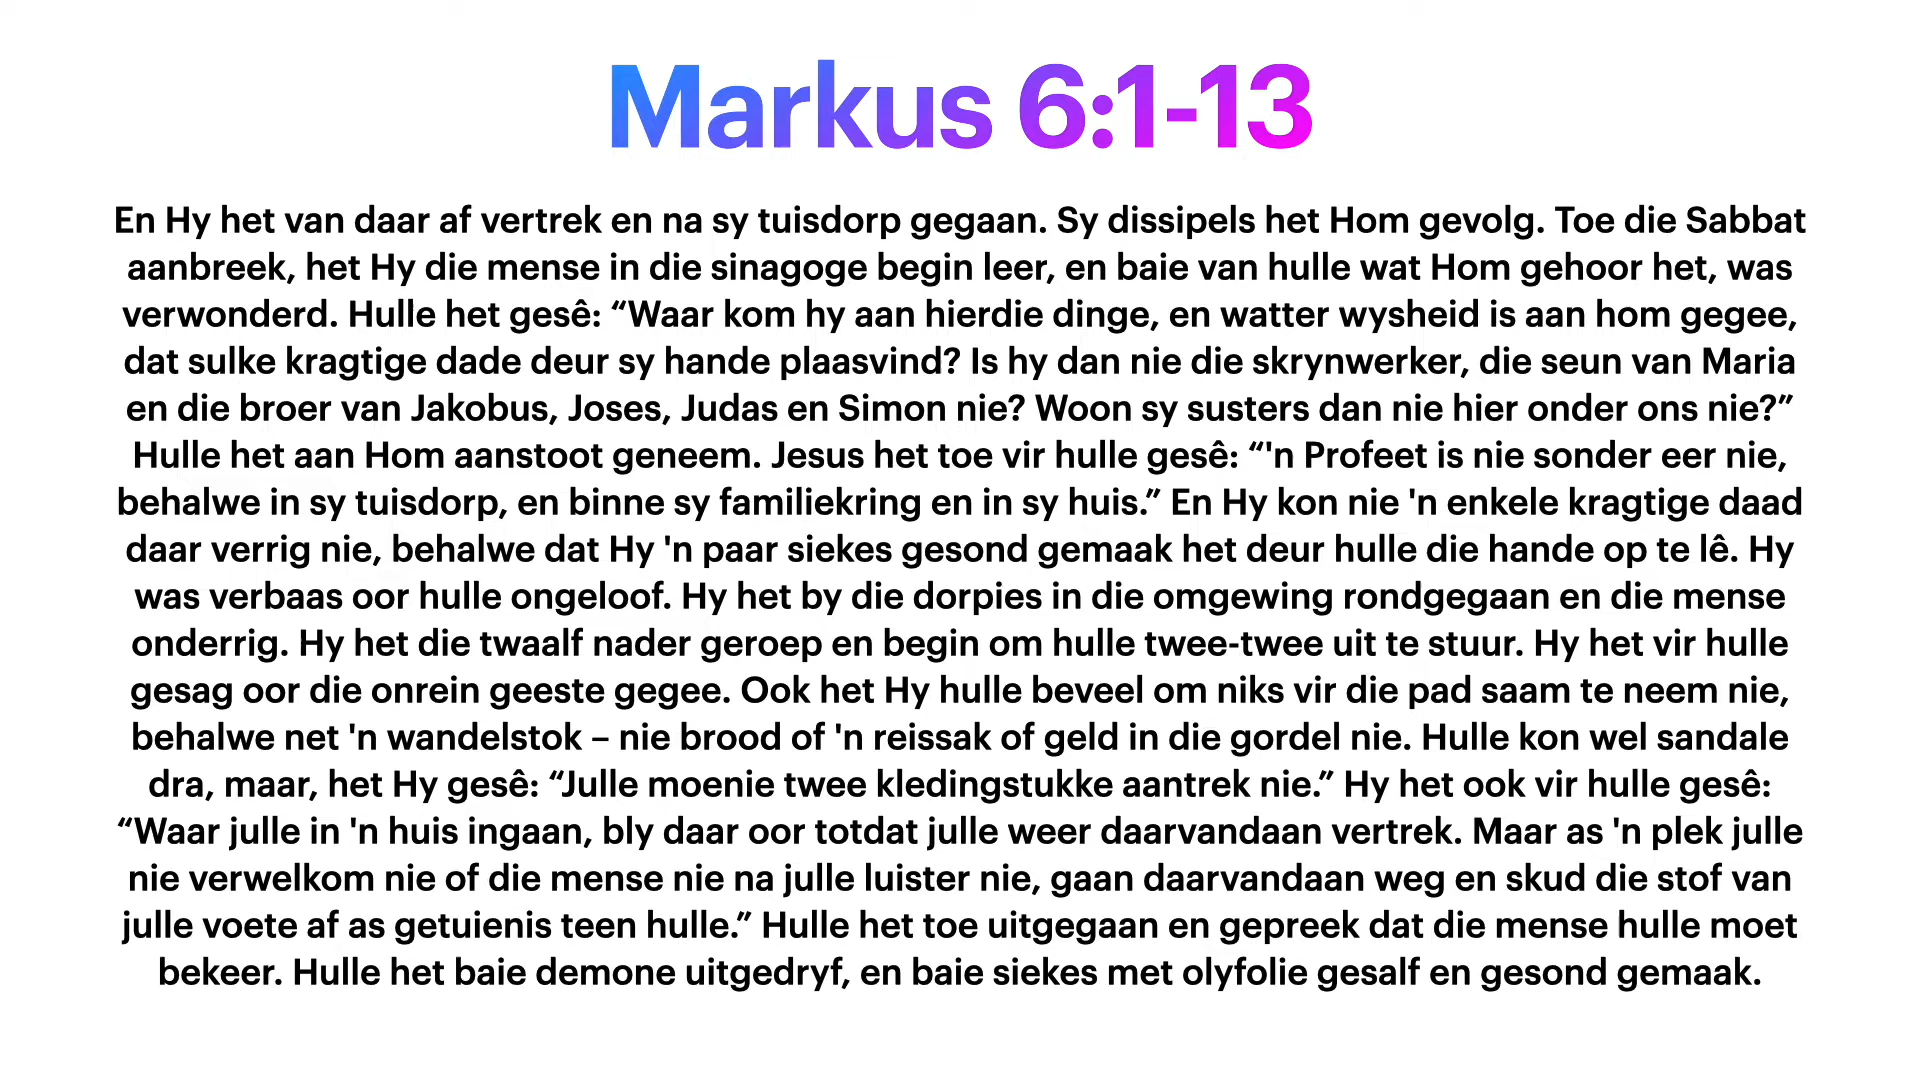 Markus 6:1-13
En Hy het van daar af vertrek en na sy tuisdorp gegaan. Sy dissipels het Hom gevolg. Toe die Sabbat
aanbreek, het Hy die mense in die sinagoge begin leer, en baie van hulle wat Hom gehoor het, was
verwonderd. Hulle het gesê: “Waar kom hy aan hierdie dinge, en watter wysheid is aan hom gegee,
dat sulke kragtige dade deur sy hande plaasvind? Is hy dan nie die skrynwerker, die seun van Maria
en die broer van Jakobus, Joses, Judas en Simon nie? Woon sy susters dan nie hier onder ons nie?”
Hulle het aan Hom aanstoot geneem. Jesus het toe vir hulle gesê: “'n Profeet is nie sonder eer nie,
behalwe in sy tuisdorp, en binne sy familiekring en in sy huis.” En Hy kon nie 'n enkele kragtige daad
daar verrig nie, behalwe dat Hy 'n paar siekes gesond gemaak het deur hulle die hande op te lê. Hy
was verbaas oor hulle ongeloof. Hy het by die dorpies in die omgewing rondgegaan en die mense
onderrig. Hy het die twaalf nader geroep en begin om hulle twee-twee uit te stuur. Hy het vir hulle
gesag oor die onrein geeste gegee. Ook het Hy hulle beveel om niks vir die pad saam te neem nie,
behalwe net 'n wandelstok – nie brood of 'n reissak of geld in die gordel nie. Hulle kon wel sandale
dra, maar, het Hy gesê: “Julle moenie twee kledingstukke aantrek nie.” Hy het ook vir hulle gesê:
“Waar julle in 'n huis ingaan, bly daar oor totdat julle weer daarvandaan vertrek. Maar as 'n plek julle
nie verwelkom nie of die mense nie na julle luister nie, gaan daarvandaan weg en skud die stof van
julle voete af as getuienis teen hulle.” Hulle het toe uitgegaan en gepreek dat die mense hulle moet
bekeer. Hulle het baie demone uitgedryf, en baie siekes met olyfolie gesalf en gesond gemaak.